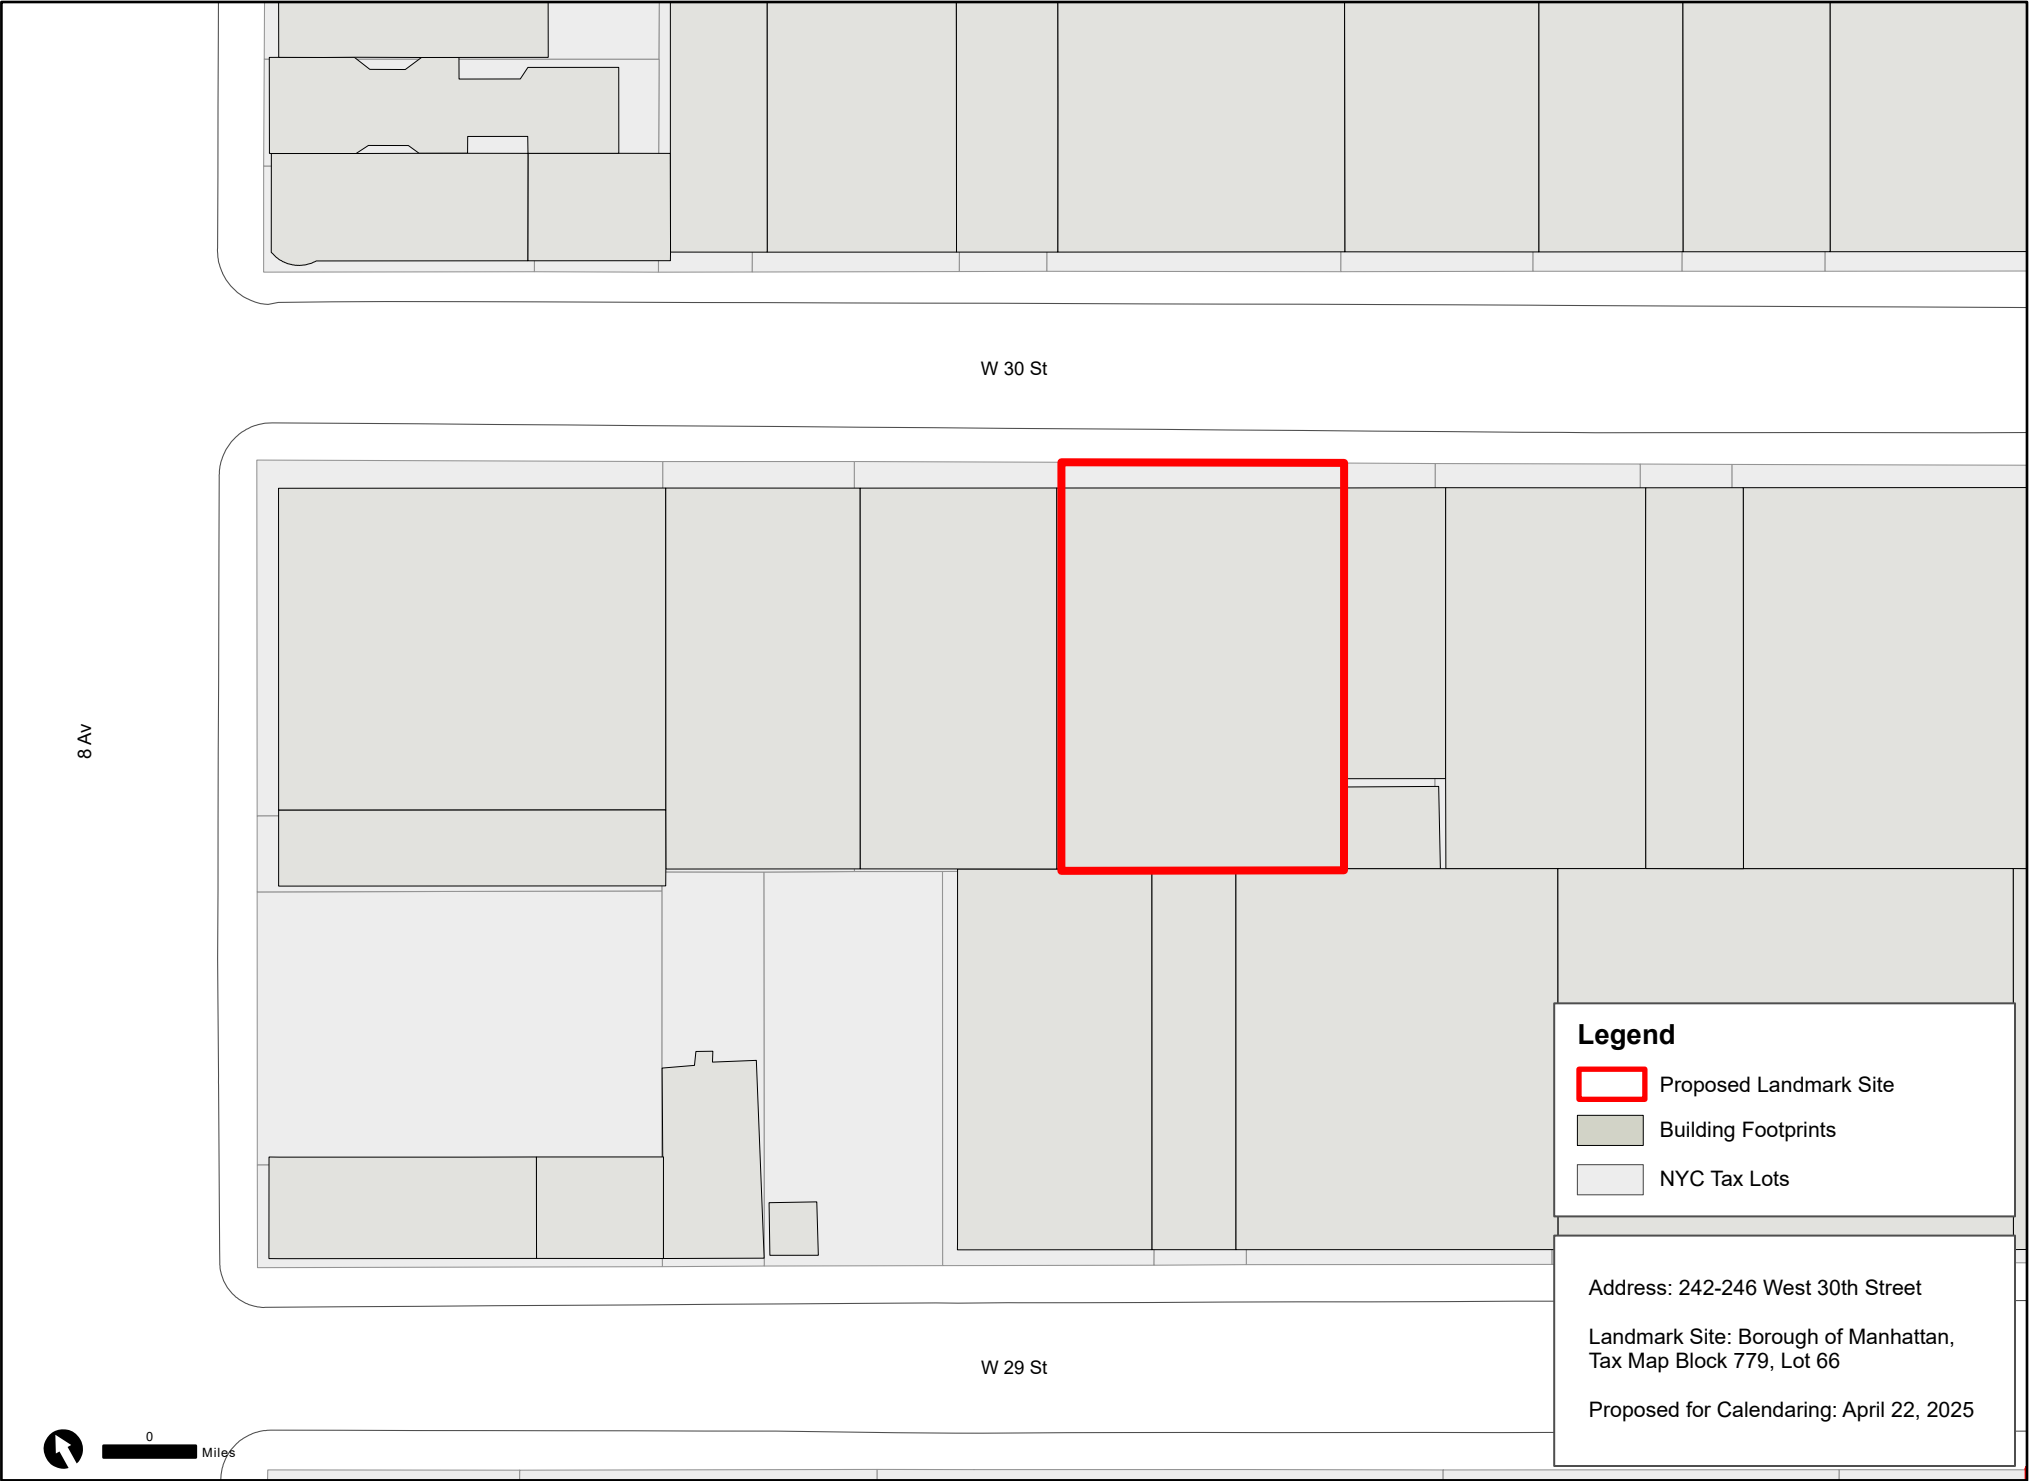 W 30 St
8 Av
Legend
Proposed Landmark Site
Building Footprints
NYC Tax Lots
Address: 242-246 West 30th Street
Landmark Site: Borough of Manhattan,
Tax Map Block 779, Lot 66
Proposed for Calendaring: April 22, 2025
W 29 St
0
Miles